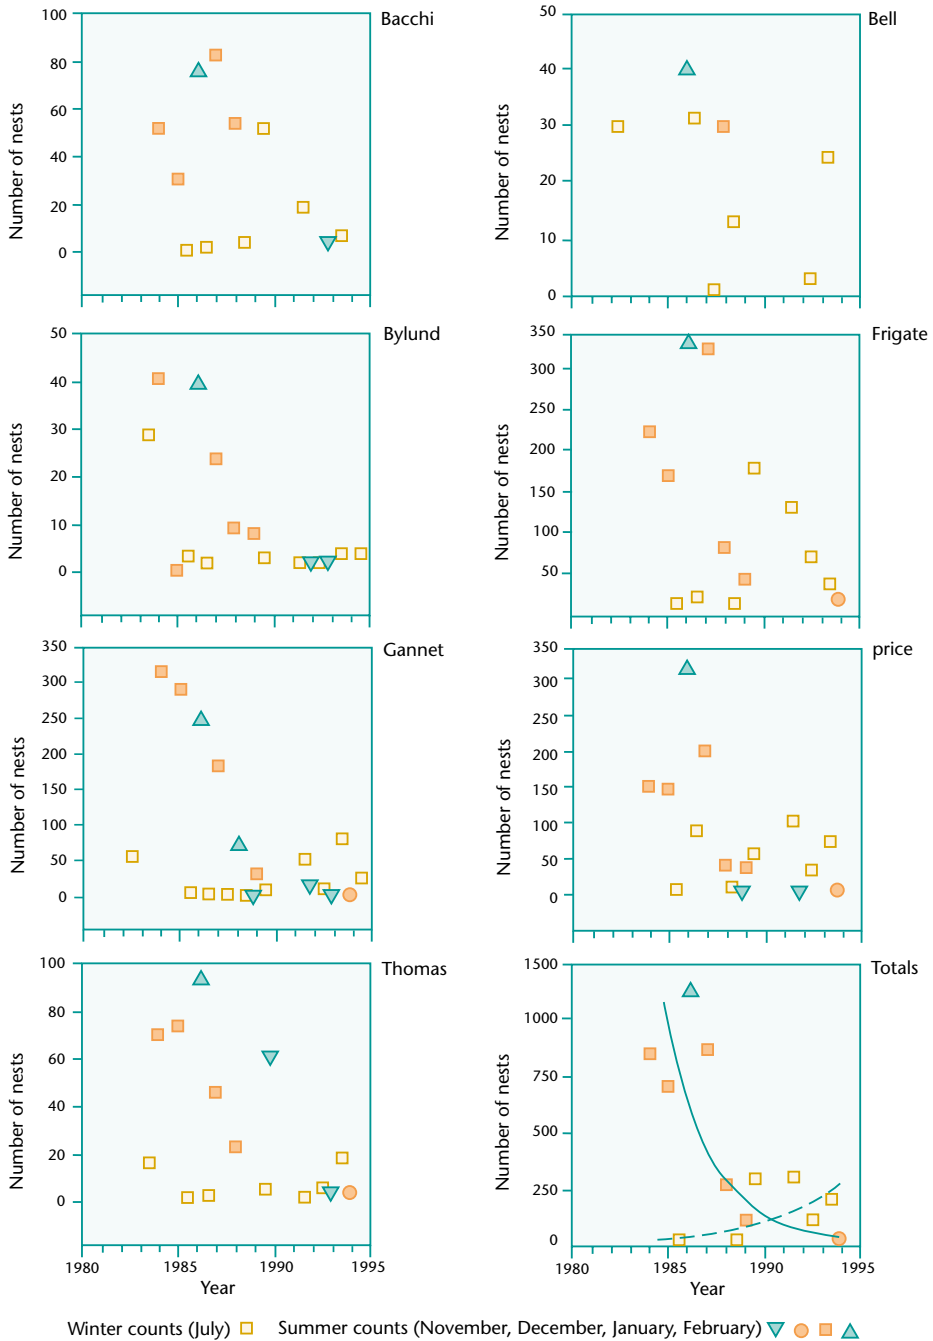 Bacchi
Number of nests
100
80
60
40
20
0
Bell
Number of nests
50
40
30
20
10
0
Bylund
Number of nests
50
40
30
20
10
0
Frigate
Number of nests
350
300
250
200
150
100
50
Gannet
Number of nests
350
300
250
200
150
100
50
0
price
Number of nests
350
300
250
200
150
100
50
0
Thomas
Number of nests
100
80
60
40
20
0
1980 1985 1990 1995
Year
Totals
Number of nests
1500
1000
750
500
250
0
1980 1985 1990 1995
Year
Winter counts (July) Summer counts (November, December, January, February)